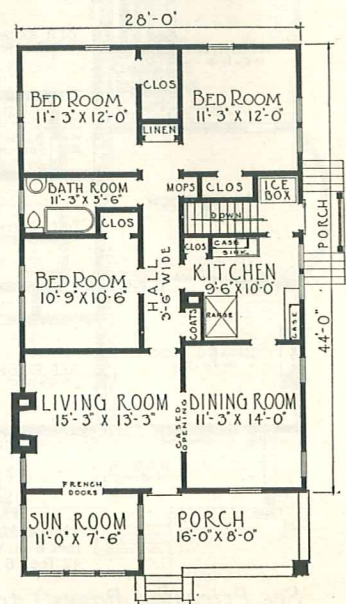 28'-0"
CLOS
BED ROOM
11'-3" X 12'-0"
BED ROOM
11'-3" X 12'-0"
LINEN
BATH ROOM
11'-3" X 5'-6"
MOPS
CLOS
ICE
BOX
DOWN
PORCH
CLOS
HALL
3'-6" WIDE
CLOS
CASE
SINK
KITCHEN
9'-6" X 10'-0"
BED ROOM
10'-9" X 10'-6"
COATS
RANGE
CASE
44'-0"
LIVING ROOM
15'-3" X 13'-3"
CASED
OPENING
DINING ROOM
11'-3" X 14'-0"
FRENCH
DOORS
SUN ROOM
11'-0" X 7'-6"
PORCH
16'-0" X 8'-0"